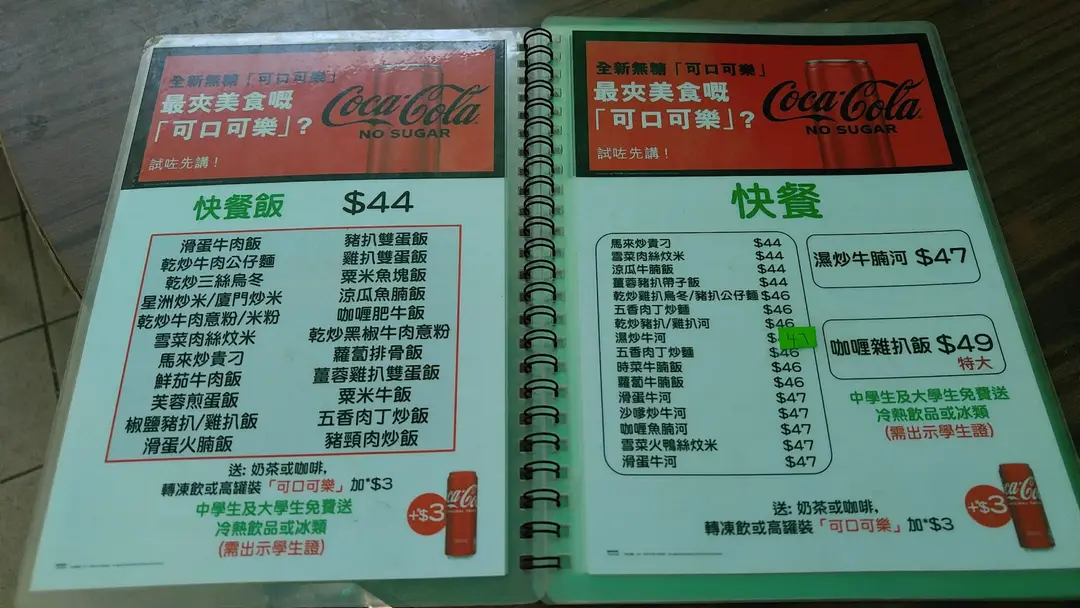 全新無糖「可口可樂」
最夾美食嘅
「可口可樂」?
試咗先講！
Coca-Cola
NO SUGAR
快餐飯 $44
滑蛋牛肉飯
乾炒牛肉公仔麵
乾炒三絲烏冬
星洲炒米/廈門炒米
乾炒牛肉意粉/米粉
雪菜肉絲炆米
馬來炒貴刁
鮮茄牛肉飯
芙蓉煎蛋飯
椒鹽豬扒/雞扒飯
滑蛋火腩飯
豬扒雙蛋飯
雞扒雙蛋飯
粟米魚塊飯
涼瓜魚腩飯
咖喱肥牛飯
乾炒黑椒牛肉意粉
蘿蔔排骨飯
薑蓉雞扒雙蛋飯
粟米牛飯
五香肉丁炒飯
豬頸肉炒飯
送: 奶茶或咖啡,
轉凍飲或高罐裝「可口可樂」加*$3
中學生及大學生免費送
冷熱飲品或冰類
(需出示學生證)
+*$3
全新無糖「可口可樂」
最夾美食嘅
「可口可樂」?
試咗先講！
Coca-Cola
NO SUGAR
快餐
馬來炒貴刁 $44
雪菜肉絲炆米 $44
涼瓜牛腩飯 $44
薑蓉豬扒帶子飯 $44
乾炒雞扒烏冬/豬扒公仔麵 $46
五香肉丁炒麵 $46
乾炒豬扒/雞扒河 $46
濕炒牛河 47
五香肉丁炒麵 $46
時菜牛腩飯 $46
蘿蔔牛腩飯 $46
滑蛋牛河 $47
沙嗲炒牛河 $47
咖喱魚腩河 $47
雪菜火鴨絲炆米 $47
滑蛋牛河 $47
濕炒牛腩河 $47
咖喱雜扒飯 $49
特大
中學生及大學生免費送
冷熱飲品或冰類
(需出示學生證)
送: 奶茶或咖啡,
轉凍飲或高罐裝「可口可樂」加*$3
+*$3